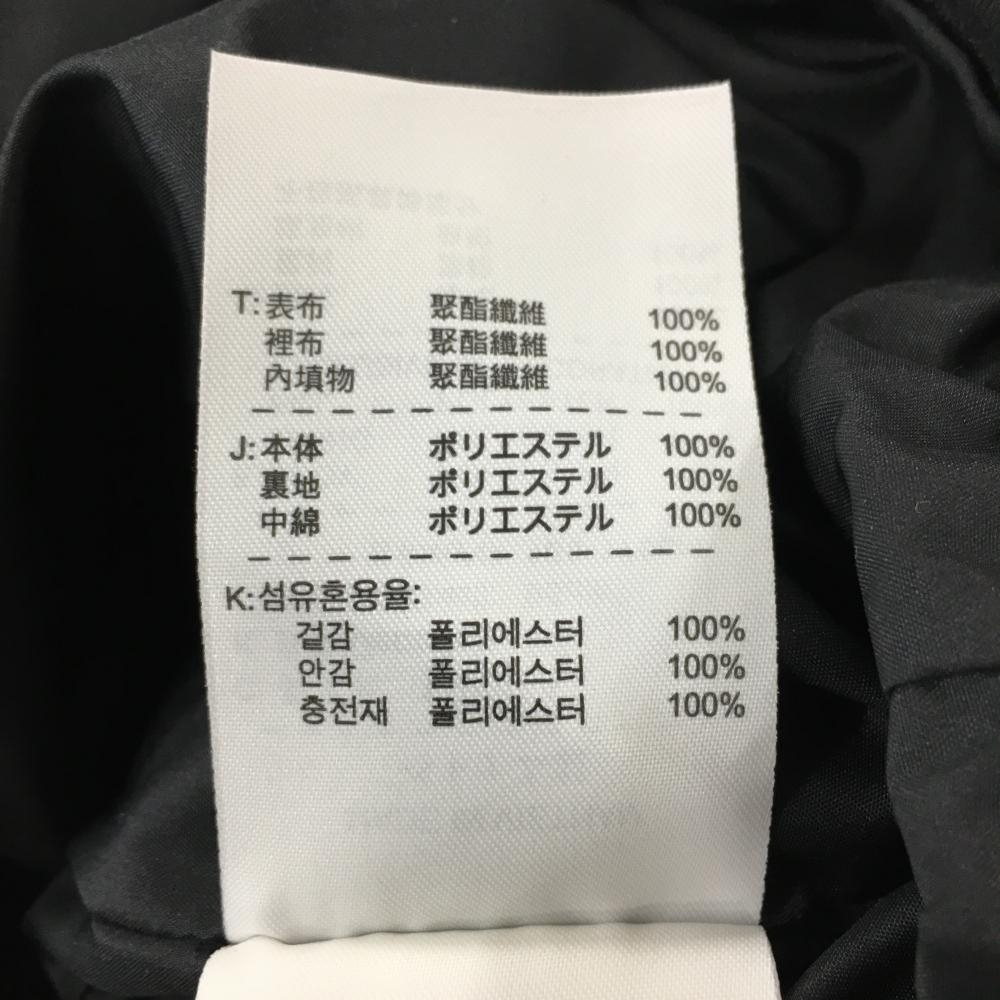 T:表布 聚酯纖維 100%
裡布 聚酯纖維 100%
內填物 聚酯纖維 100%
J:本体 ポリエステル 100%
裏地 ポリエステル 100%
中綿 ポリエステル 100%
K:섬유혼용율:
겉감 폴리에스터 100%
안감 폴리에스터 100%
충전재 폴리에스터 100%